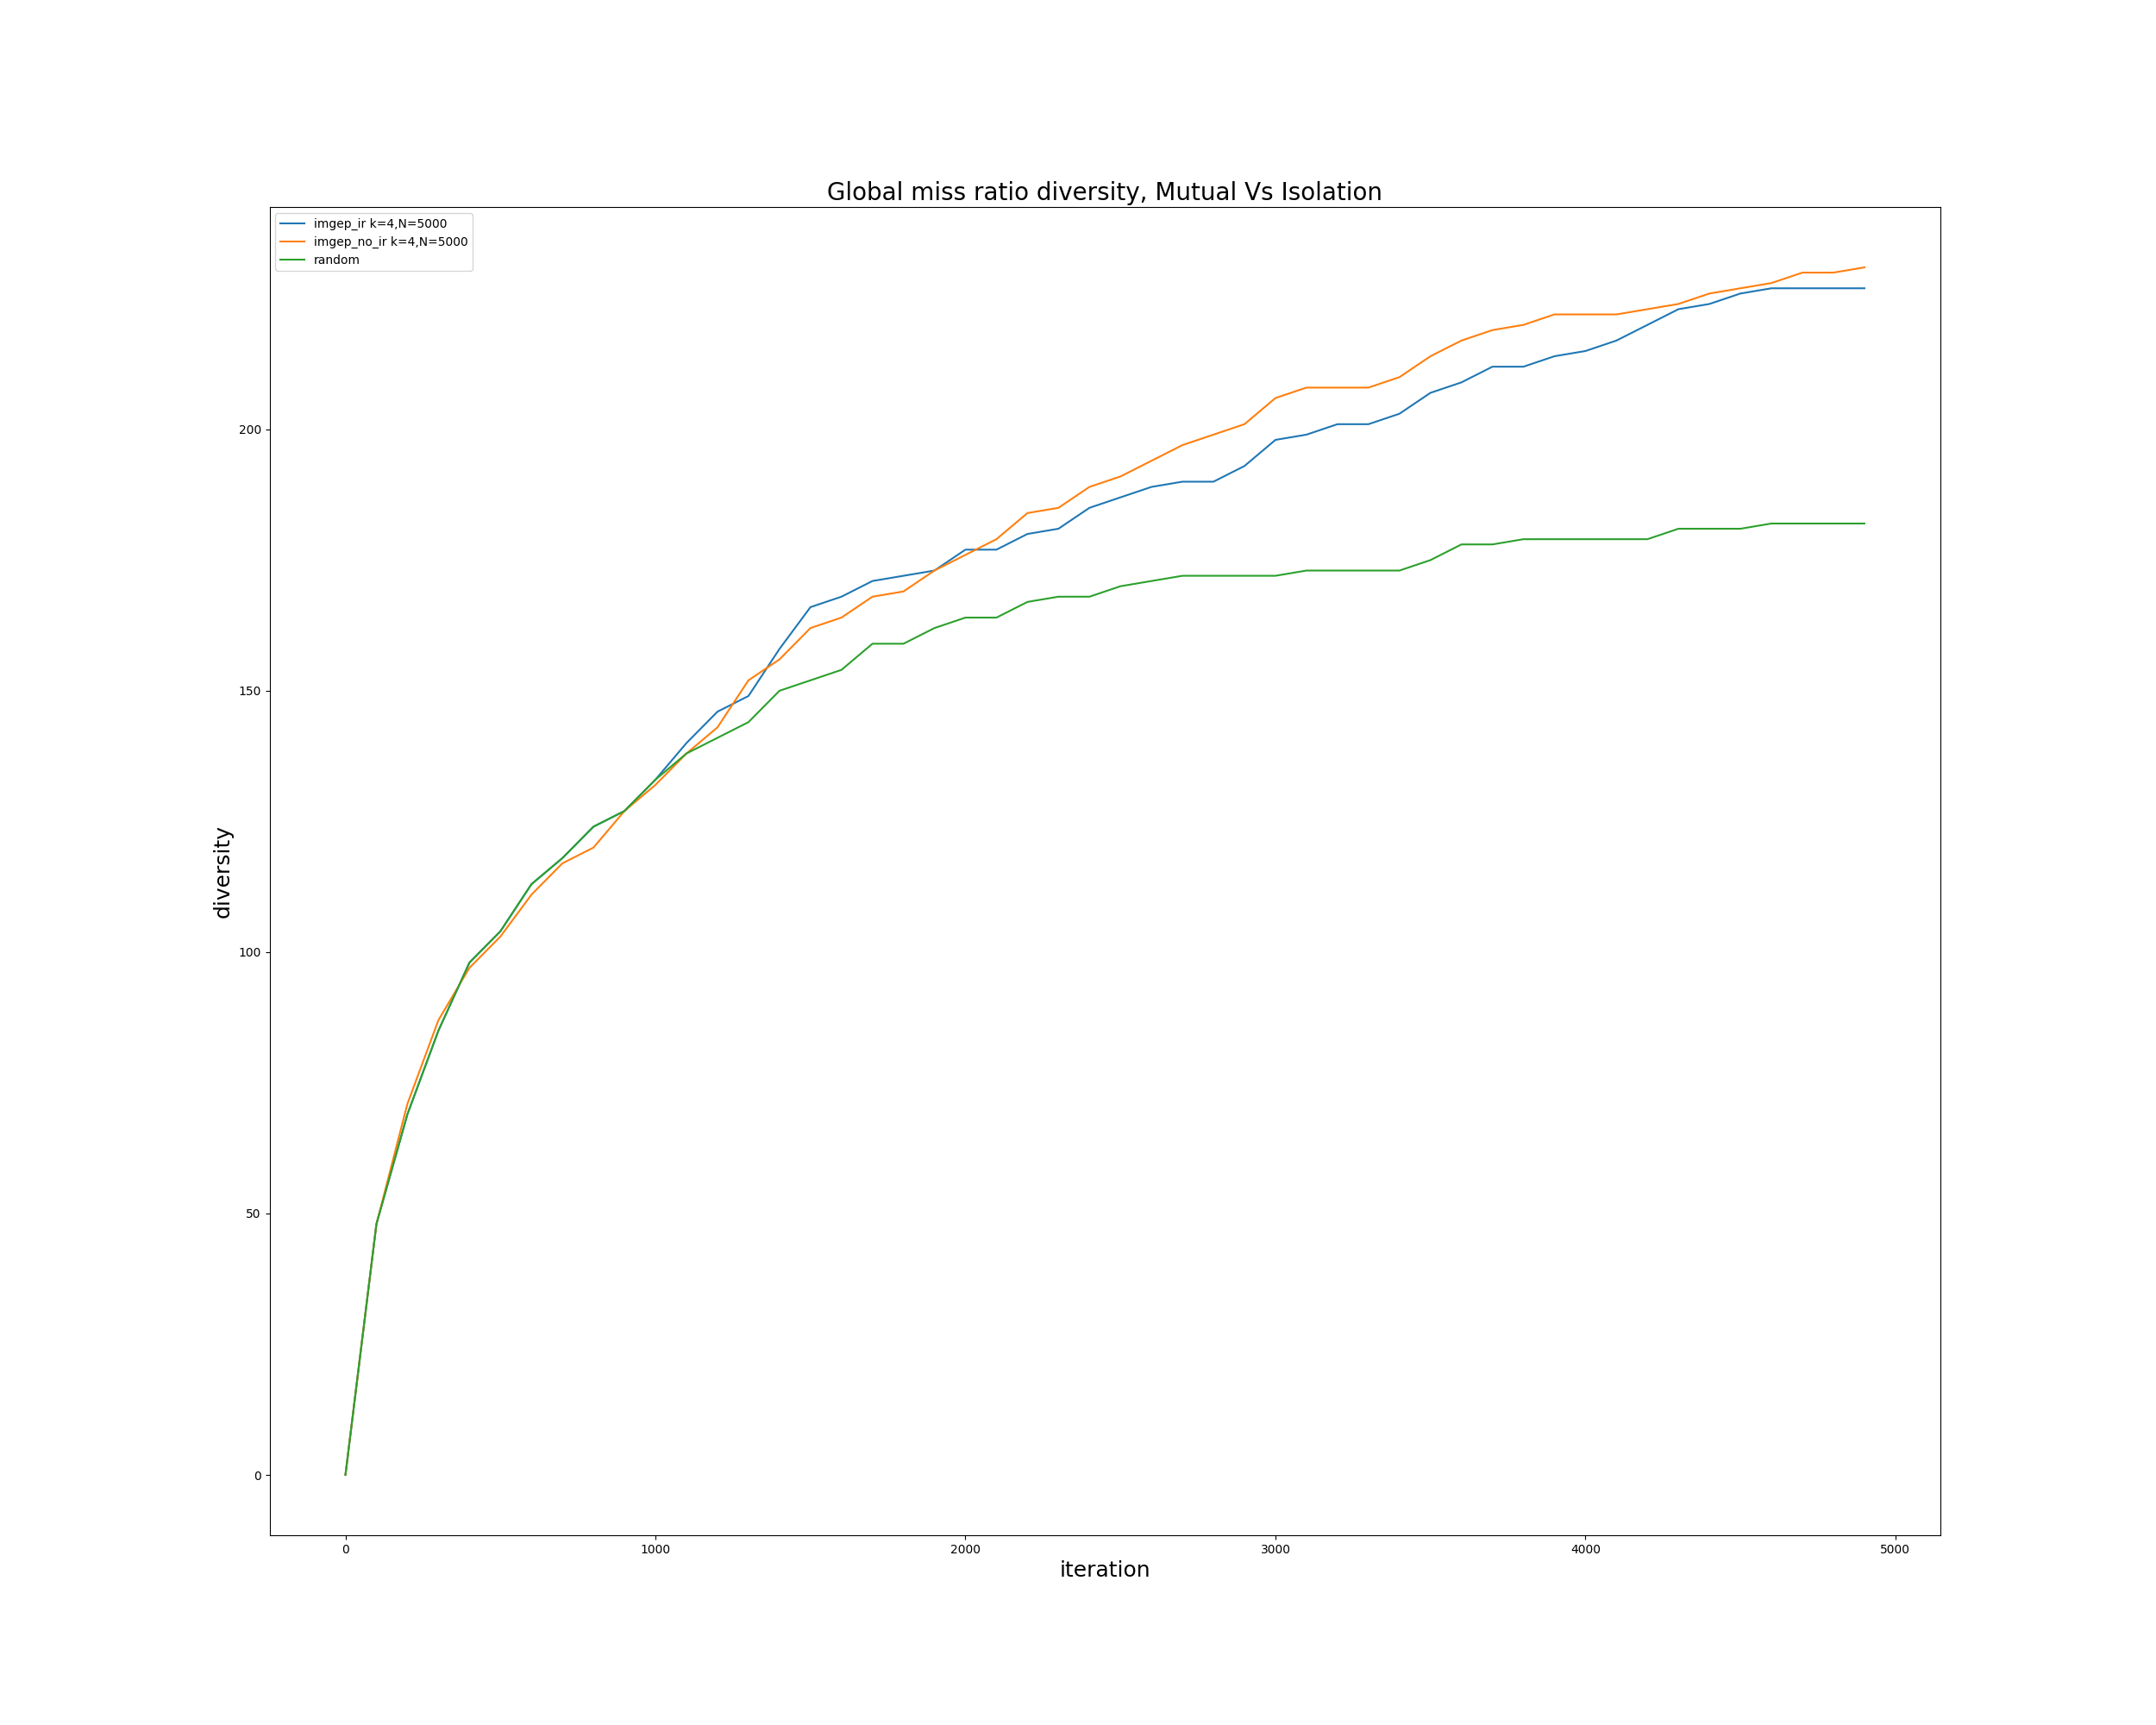 Global miss ratio diversity, Mutual Vs Isolation
imgep_ir k=4,N=5000
imgep_no_ir k=4,N=5000
random
200
150
100
50
0
diversity
0 1000 2000 3000 4000 5000
iteration